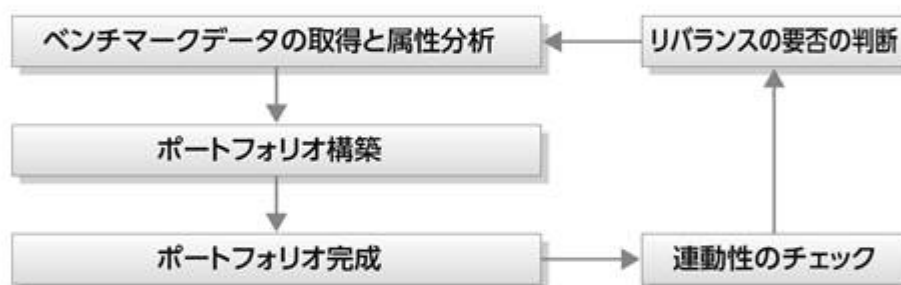 ベンチマークデータの取得と属性分析
リバランスの要否の判断
ポートフォリオ構築
ポートフォリオ完成
連動性のチェック